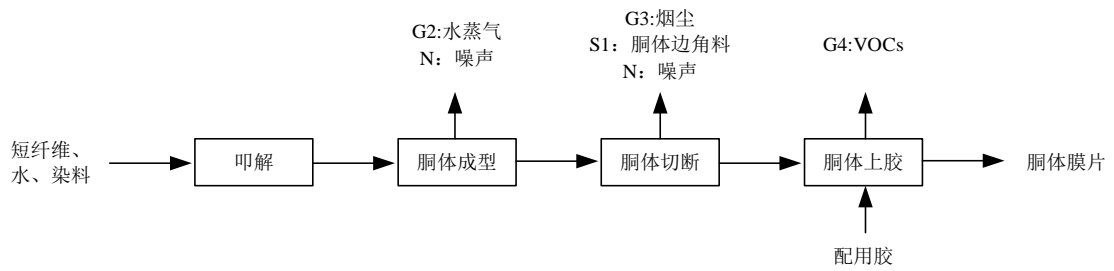 G2:水蒸气
N：噪声
G3:烟尘
S1：胴体边角料
N：噪声
G4:VOCs
短纤维、
水、染料
叩解
胴体成型
胴体切断
胴体上胶
胴体膜片
配用胶